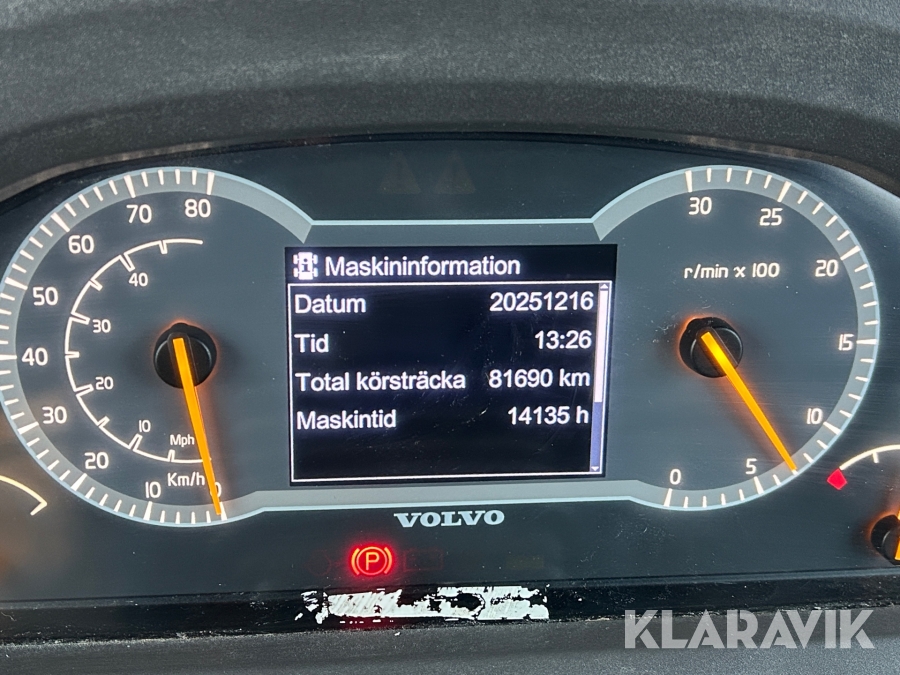 Maskininformation
Datum 20251216
Tid 13:26
Total körsträcka 81690 km
Maskintid 14135 h
80
70
60
50
40
30
20
10
0
40
30
20
10
Mph
Km/h
30
25
20
15
10
5
0
r/min x 100
VOLVO
P
KLARAVIK